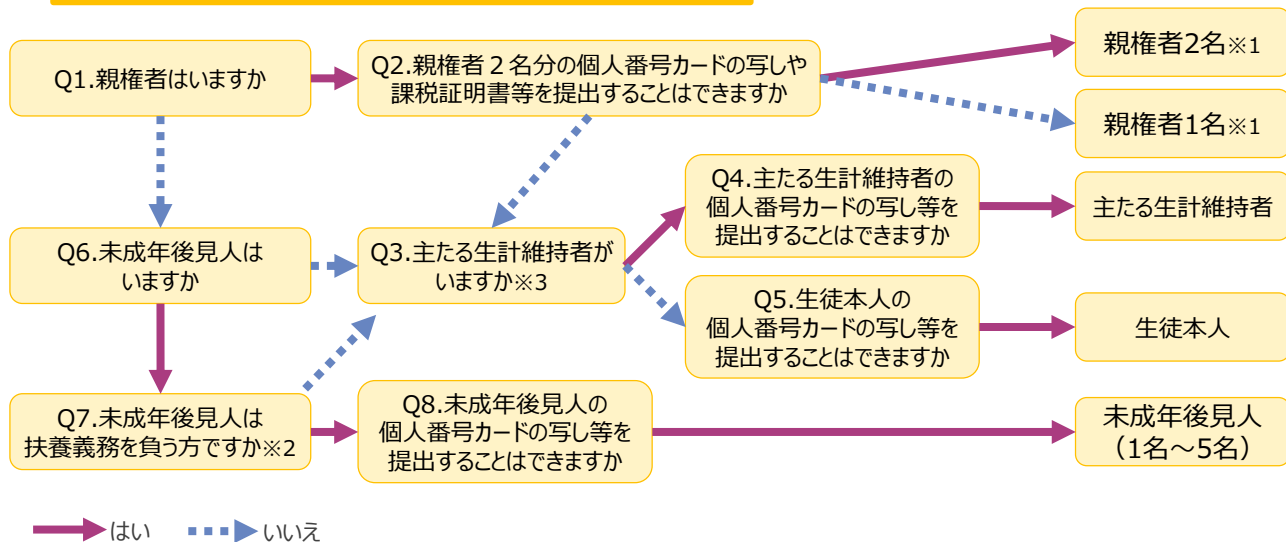 Q1.親権者はいますか
Q2.親権者２名分の個人番号カードの写しや
課税証明書等を提出することはできますか
親権者2名※1
親権者1名※1
Q4.主たる生計維持者の
個人番号カードの写し等を
提出することはできますか
主たる生計維持者
Q6.未成年後見人は
いますか
Q3.主たる生計維持者が
いますか※3
Q5.生徒本人の
個人番号カードの写し等を
提出することはできますか
生徒本人
Q7.未成年後見人は
扶養義務を負う方ですか※2
Q8.未成年後見人の
個人番号カードの写し等を
提出することはできますか
未成年後見人
（1名～5名）
はい
いいえ